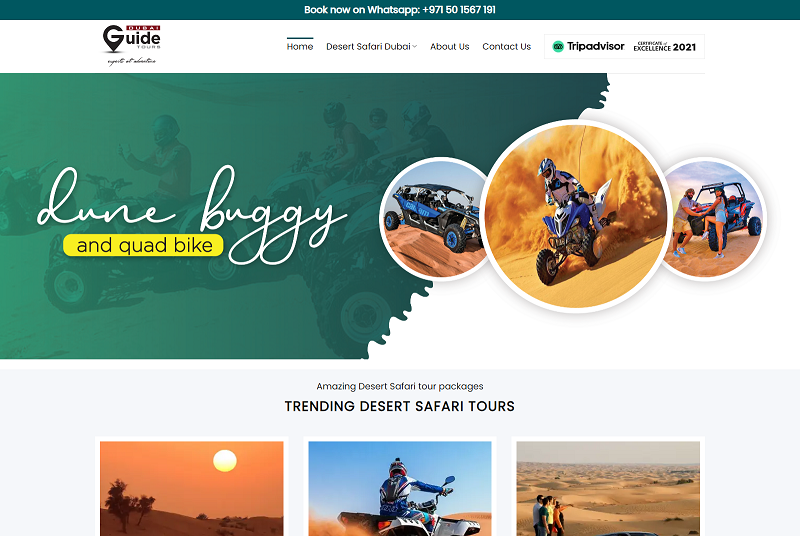 Book now on Whatsapp: +971 50 1567 191
DUBAI
Guide
TOURS
experts at adventure
Home
Desert Safari Dubai
About Us
Contact Us
Tripadvisor
CERTIFICATE of
EXCELLENCE 2021
dune buggy
and quad bike
Amazing Desert Safari tour packages
TRENDING DESERT SAFARI TOURS